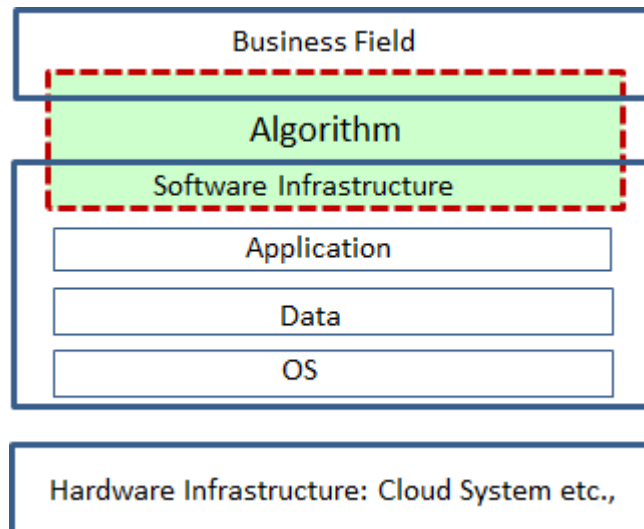 Business Field
Algorithm
Software Infrastructure
Application
Data
OS
Hardware Infrastructure: Cloud System etc.,